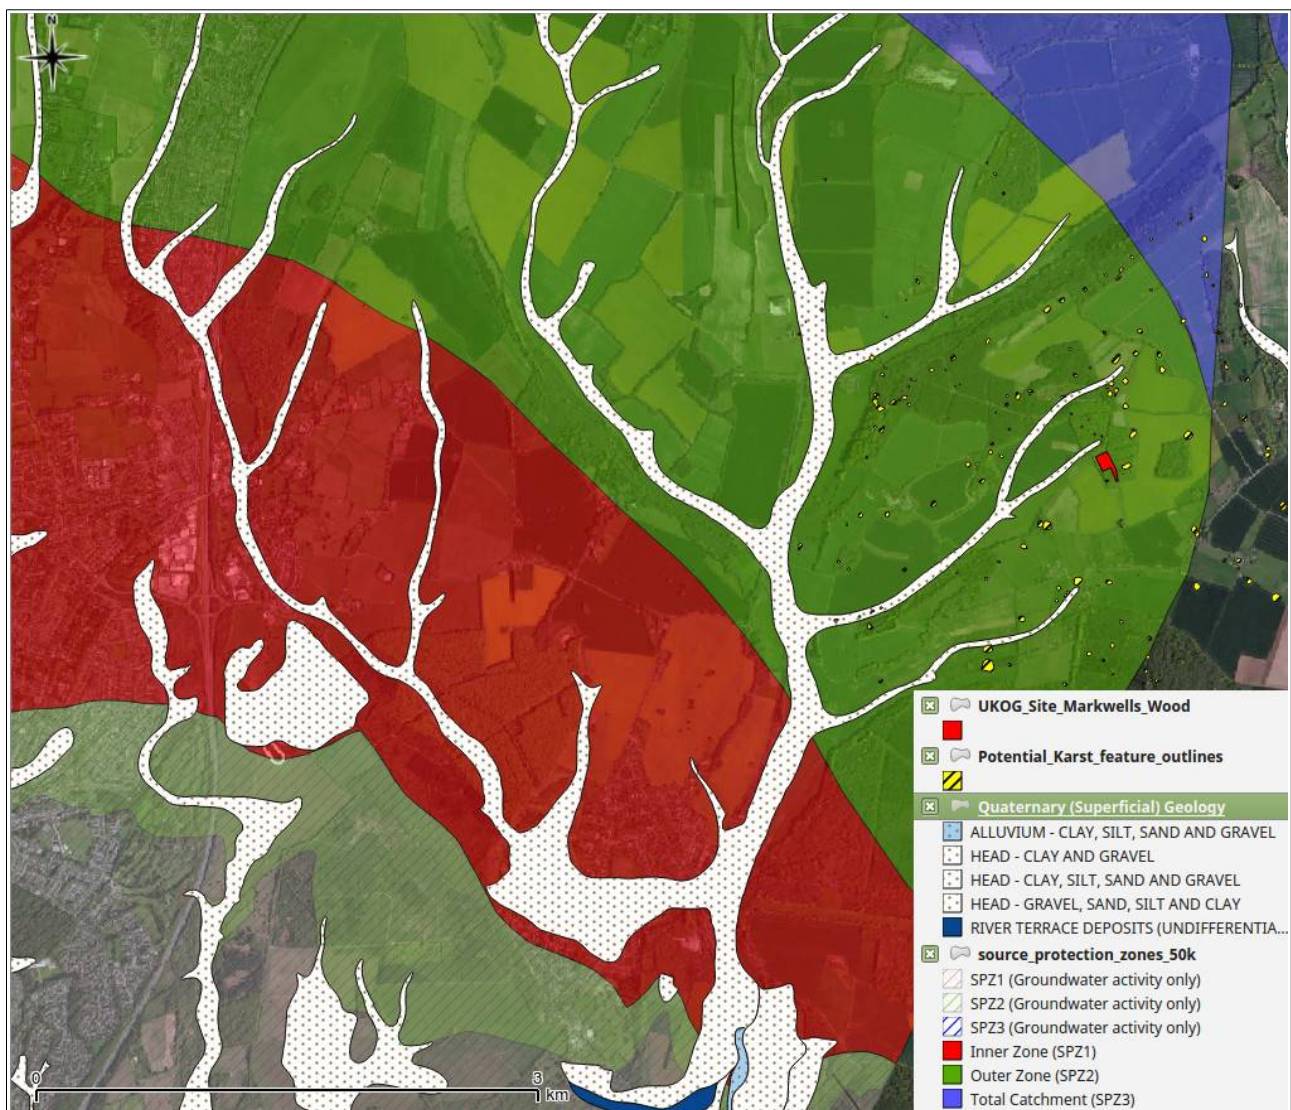 N
UKOG_Site_Markwells_Wood
Potential_Karst_feature_outlines
Quaternary (Superficial) Geology
ALLUVIUM - CLAY, SILT, SAND AND GRAVEL
HEAD - CLAY AND GRAVEL
HEAD - CLAY, SILT, SAND AND GRAVEL
HEAD - GRAVEL, SAND, SILT AND CLAY
RIVER TERRACE DEPOSITS (UNDIFFERENTIA...
source_protection_zones_50k
SPZ1 (Groundwater activity only)
SPZ2 (Groundwater activity only)
SPZ3 (Groundwater activity only)
Inner Zone (SPZ1)
Outer Zone (SPZ2)
Total Catchment (SPZ3)
0 3
km